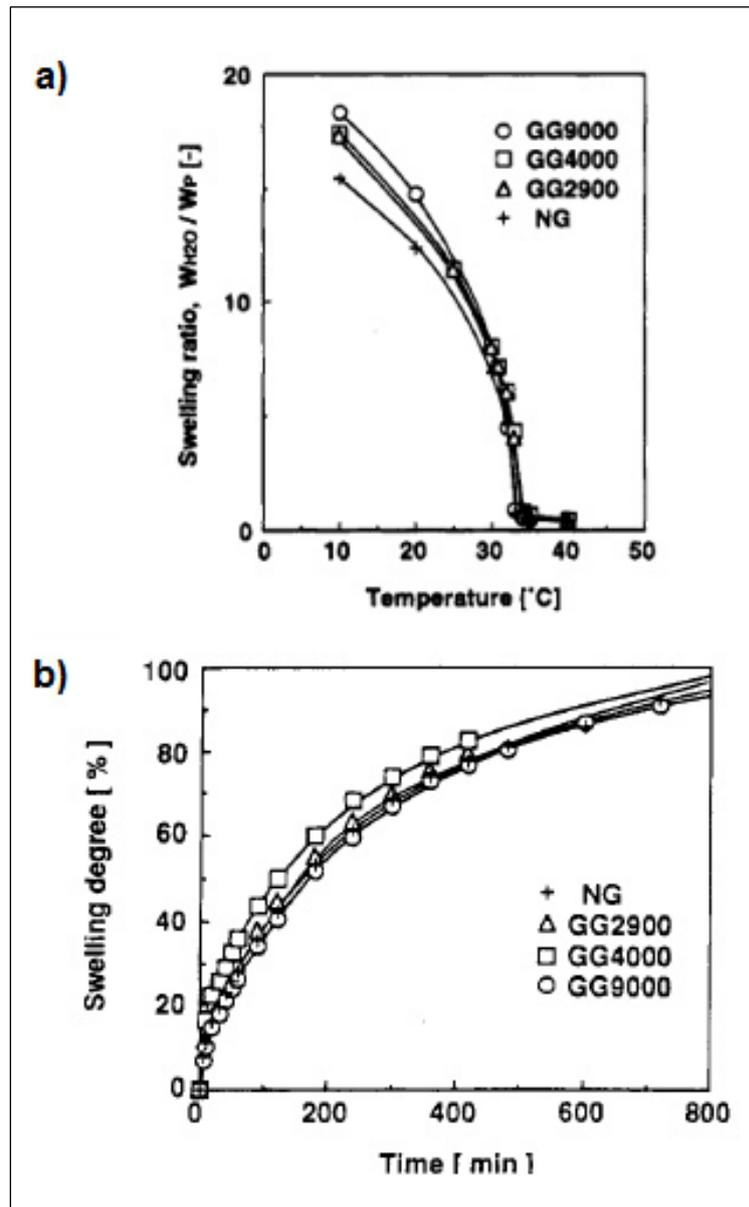 a)
20
10
0
Swelling ratio, WH2O / WP [-]
○ GG9000
□ GG4000
△ GG2900
+ NG
0 10 20 30 40 50
Temperature [°C]
b)
100
80
60
40
20
0
Swelling degree [ % ]
+ NG
△ GG2900
□ GG4000
○ GG9000
0 200 400 600 800
Time [ min ]